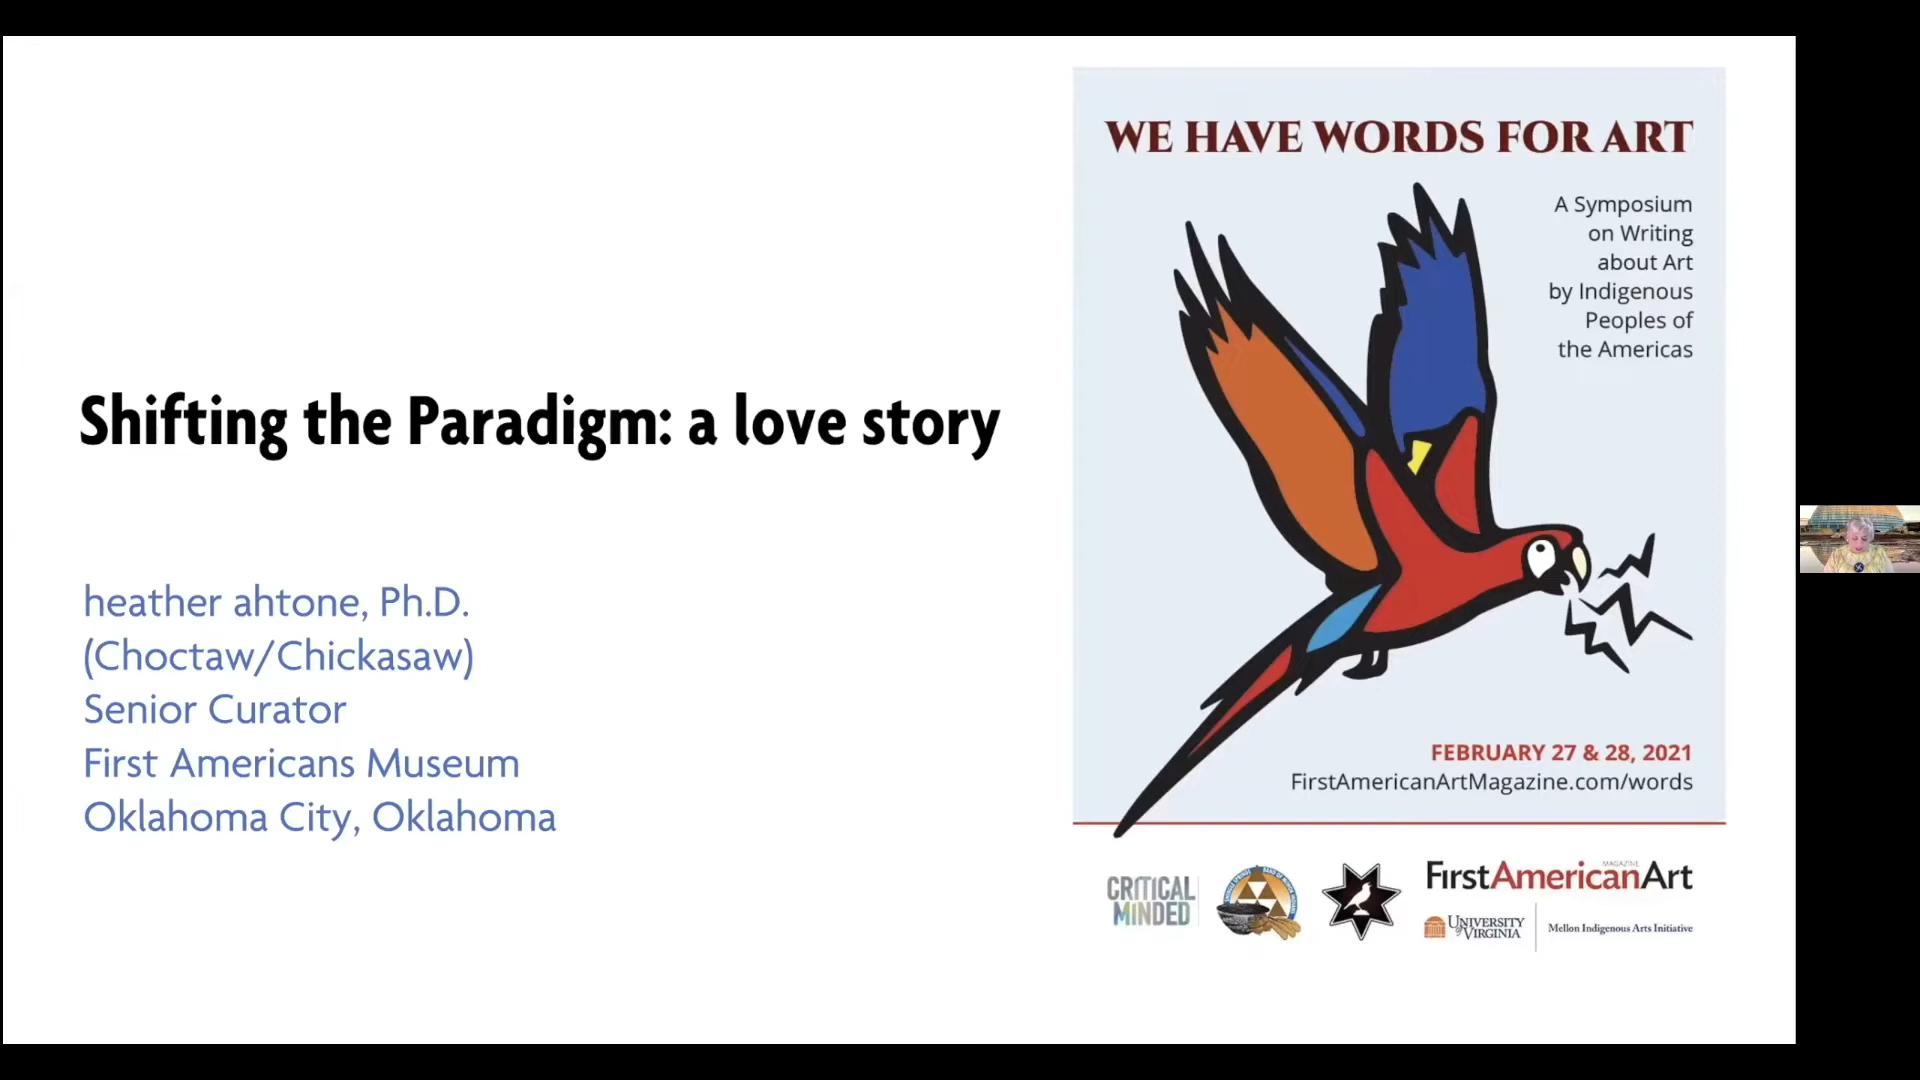 Shifting the Paradigm: a love story
heather ahtone, Ph.D.
(Choctaw/Chickasaw)
Senior Curator
First Americans Museum
Oklahoma City, Oklahoma
WE HAVE WORDS FOR ART
A Symposium
on Writing
about Art
by Indigenous
Peoples of
the Americas
FEBRUARY 27 & 28, 2021
FirstAmericanArtMagazine.com/words
CRITICAL
MINDED
MAGAZINE
FirstAmericanArt
UNIVERSITY
of VIRGINIA
Mellon Indigenous Arts Initiative